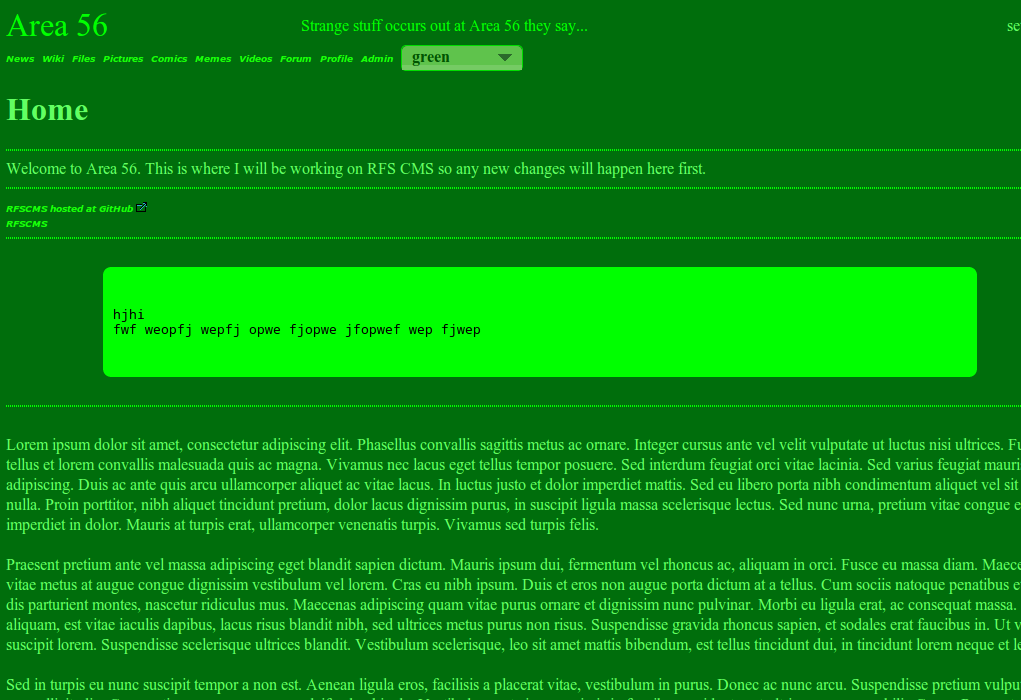 Area 56 Strange stuff occurs out at Area 56 they say...
News Wiki Files Pictures Comics Memes Videos Forum Profile Admin green
Home
Welcome to Area 56. This is where I will be working on RFS CMS so any new changes will happen here first.
RFSCMS hosted at GitHub
RFSCMS
hjhi
fwf weopfj wepfj opwe fjopwe jfopwef wep fjwep
Lorem ipsum dolor sit amet, consectetur adipiscing elit. Phasellus convallis sagittis metus ac ornare. Integer cursus ante vel velit vulputate ut luctus nisi ultrices.
tellus et lorem convallis malesuada quis ac magna. Vivamus nec lacus eget tellus tempor posuere. Sed interdum feugiat orci vitae lacinia. Sed varius feugiat mauri
adipiscing. Duis ac ante quis arcu ullamcorper aliquet ac vitae lacus. In luctus justo et dolor imperdiet mattis. Sed eu libero porta nibh condimentum aliquet vel sit
nulla. Proin porttitor, nibh aliquet tincidunt pretium, dolor lacus dignissim purus, in suscipit ligula massa scelerisque lectus. Sed nunc urna, pretium vitae congue
imperdiet in dolor. Mauris at turpis erat, ullamcorper venenatis turpis. Vivamus sed turpis felis.
Praesent pretium ante vel massa adipiscing eget blandit sapien dictum. Mauris ipsum dui, fermentum vel rhoncus ac, aliquam in orci. Fusce eu massa diam. Maece
vitae metus at augue congue dignissim vestibulum vel lorem. Cras eu nibh ipsum. Duis et eros non augue porta dictum at a tellus. Cum sociis natoque penatibus
dis parturient montes, nascetur ridiculus mus. Maecenas adipiscing quam vitae purus ornare et dignissim nunc pulvinar. Morbi eu ligula erat, ac consequat massa.
aliquam, est vitae iaculis dapibus, lacus risus blandit nibh, sed ultrices metus purus non risus. Suspendisse gravida rhoncus sapien, et sodales erat faucibus in. Ut
suscipit lorem. Suspendisse scelerisque ultrices blandit. Vestibulum scelerisque, leo sit amet mattis bibendum, est tellus tincidunt dui, in tincidunt lorem neque et
Sed in turpis eu nunc suscipit tempor a non est. Aenean ligula eros, facilisis a placerat vitae, vestibulum in purus. Donec ac nunc arcu. Suspendisse pretium vulpu